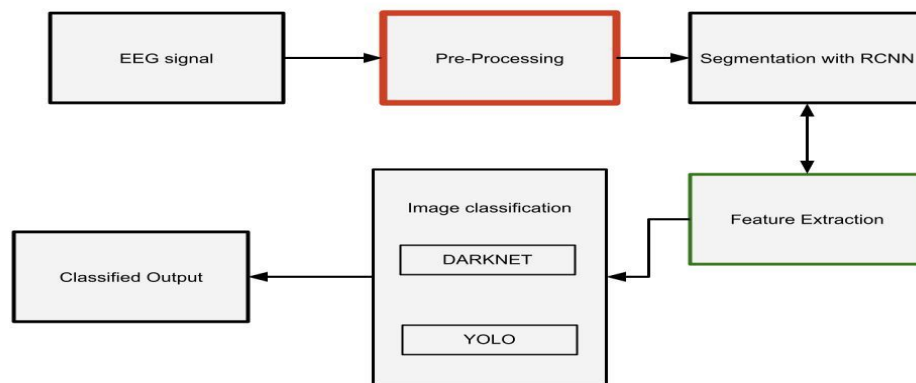 EEG signal
Pre-Processing
Segmentation with RCNN
Feature Extraction
Image classification
DARKNET
YOLO
Classified Output